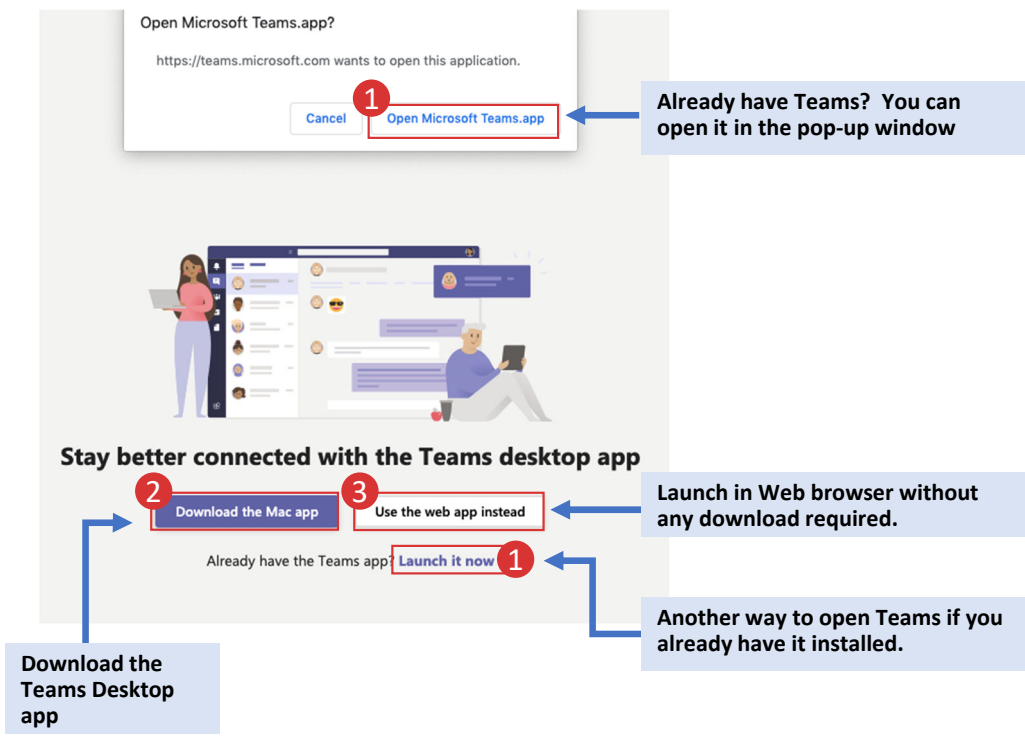 Open Microsoft Teams.app?
https://teams.microsoft.com wants to open this application.
1
Cancel
Open Microsoft Teams.app
Already have Teams?  You can
open it in the pop-up window
Stay better connected with the Teams desktop app
2
Download the Mac app
3
Use the web app instead
Launch in Web browser without
any download required.
Already have the Teams app? Launch it now
1
Another way to open Teams if you
already have it installed.
Download the
Teams Desktop
app